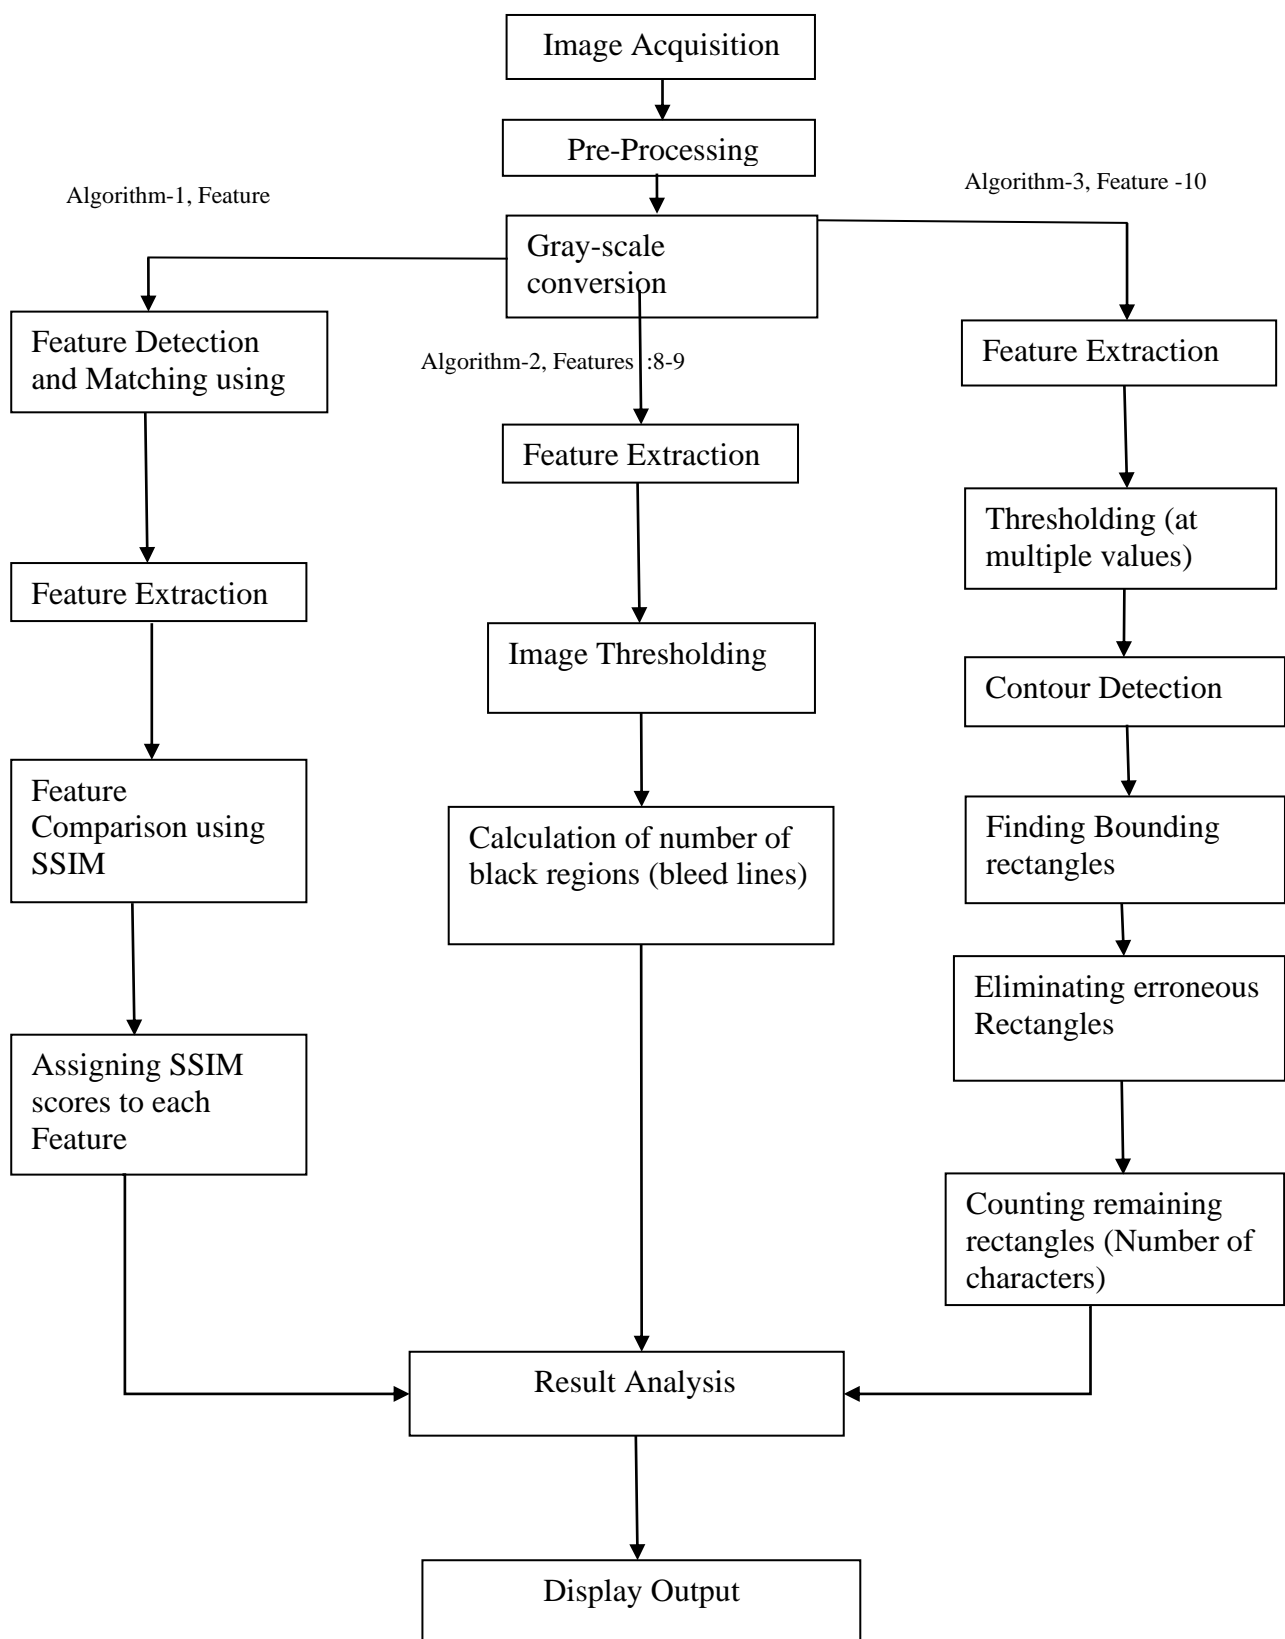 Image Acquisition
Pre-Processing
Algorithm-1, Feature
Algorithm-3, Feature -10
Gray-scale
conversion
Feature Detection
and Matching using
Algorithm-2, Features :8-9
Feature Extraction
Feature Extraction
Thresholding (at
multiple values)
Feature Extraction
Image Thresholding
Contour Detection
Feature
Comparison using
SSIM
Calculation of number of
black regions (bleed lines)
Finding Bounding
rectangles
Eliminating erroneous
Rectangles
Assigning SSIM
scores to each
Feature
Counting remaining
rectangles (Number of
characters)
Result Analysis
Display Output